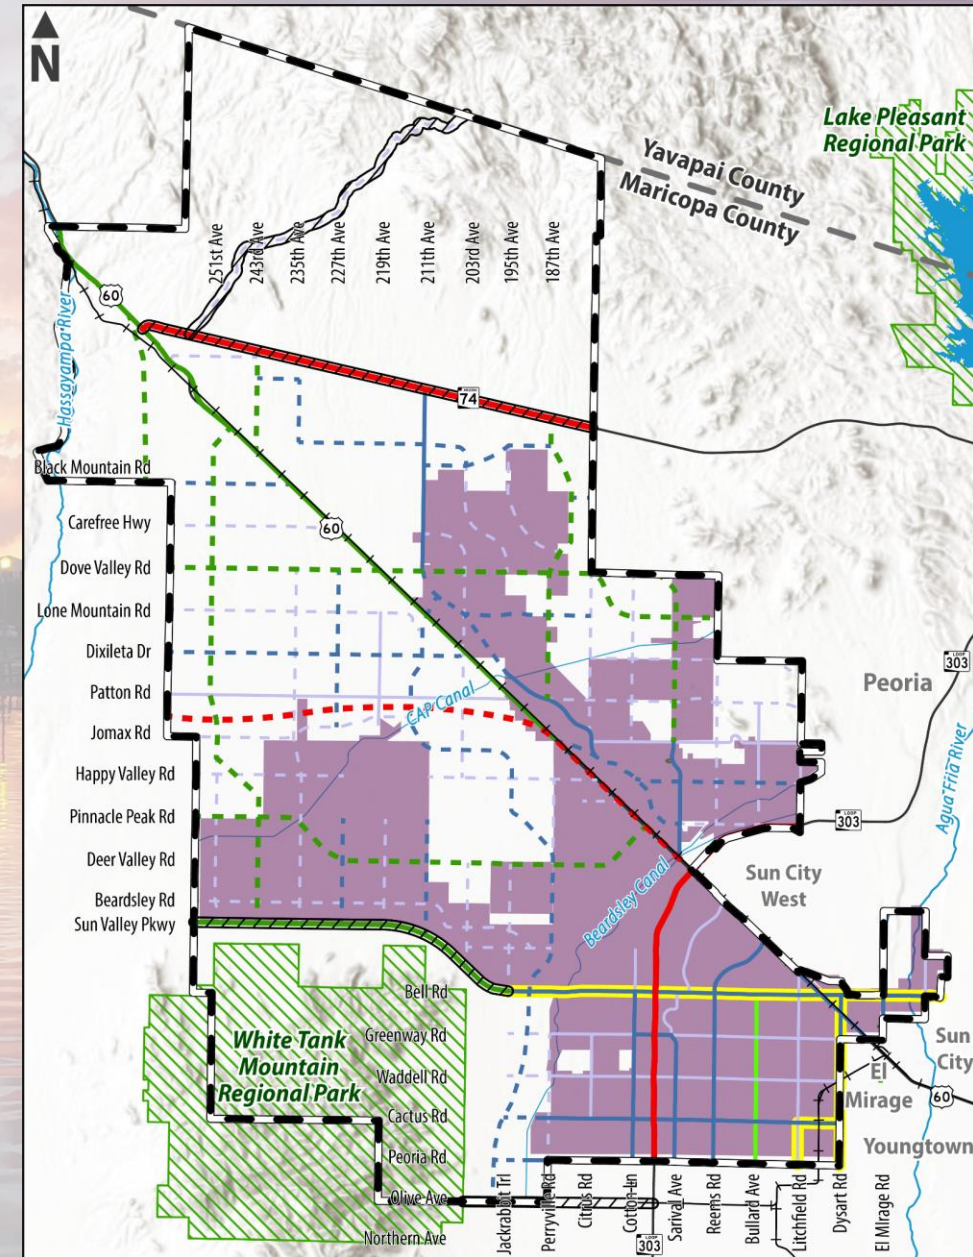 N
Lake Pleasant
Regional Park
Yavapai County
Maricopa County
251st Ave
243rd Ave
235th Ave
227th Ave
219th Ave
211th Ave
203rd Ave
195th Ave
187th Ave
60
Hassayampa River
74
Black Mountain Rd
Carefree Hwy
60
Dove Valley Rd
Lone Mountain Rd
Dixileta Dr
LOOP
303
Patton Rd
Peoria
CAP Canal
Jomax Rd
Happy Valley Rd
Agua Fria River
Pinnacle Peak Rd
LOOP
303
Deer Valley Rd
Sun City
West
Beardsley Rd
Beardsley Canal
Sun Valley Pkwy
Bell Rd
Greenway Rd
White Tank
Mountain
Regional Park
Sun
City
Waddell Rd
El
Mirage
60
Cactus Rd
Youngtown
Peoria Rd
Olive Ave
Northern Ave
Jackrabbit Trl
Perryville Rd
Citrus Rd
Cotton Ln
Sarival Ave
Reems Rd
Bullard Ave
Litchfield Rd
Dysart Rd
El Mirage Rd
LOOP
303